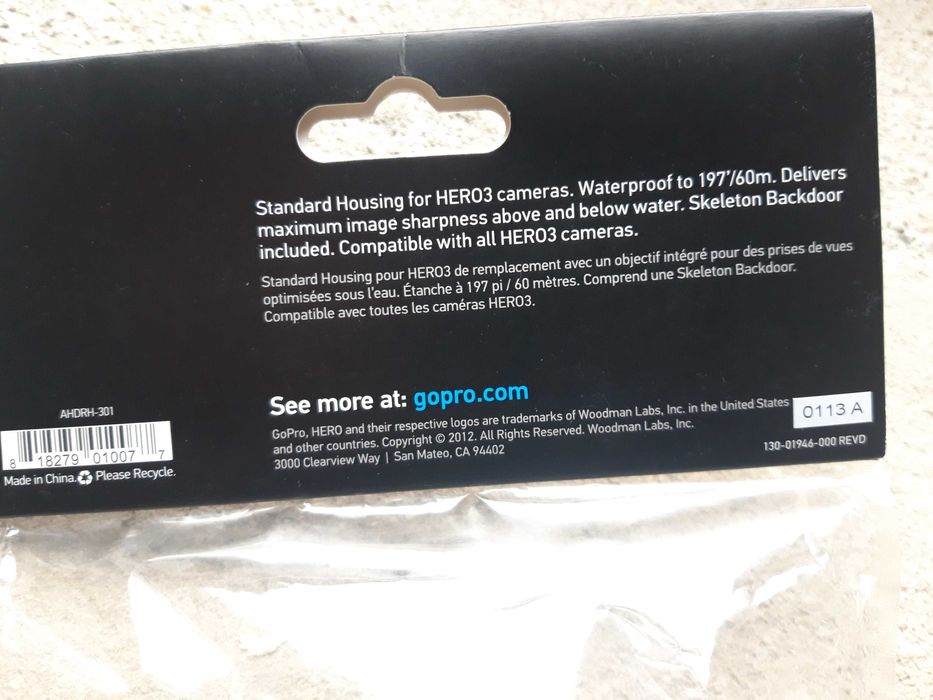 Standard Housing for HERO3 cameras. Waterproof to 197'/60m. Delivers
maximum image sharpness above and below water. Skeleton Backdoor
included. Compatible with all HERO3 cameras.
Standard Housing pour HERO3 de remplacement avec un objectif intégré pour des prises de vues
optimisées sous l'eau. Étanche à 197 pi / 60 mètres. Comprend une Skeleton Backdoor.
Compatible avec toutes les caméras HERO3.
See more at: gopro.com
GoPro, HERO and their respective logos are trademarks of Woodman Labs, Inc. in the United States
and other countries. Copyright © 2012. All Rights Reserved. Woodman Labs, Inc.
3000 Clearview Way | San Mateo, CA 94402
0113 A
130-01946-000 REVD
AHDRH-301
8 18279 01007 7
Made in China. Please Recycle.